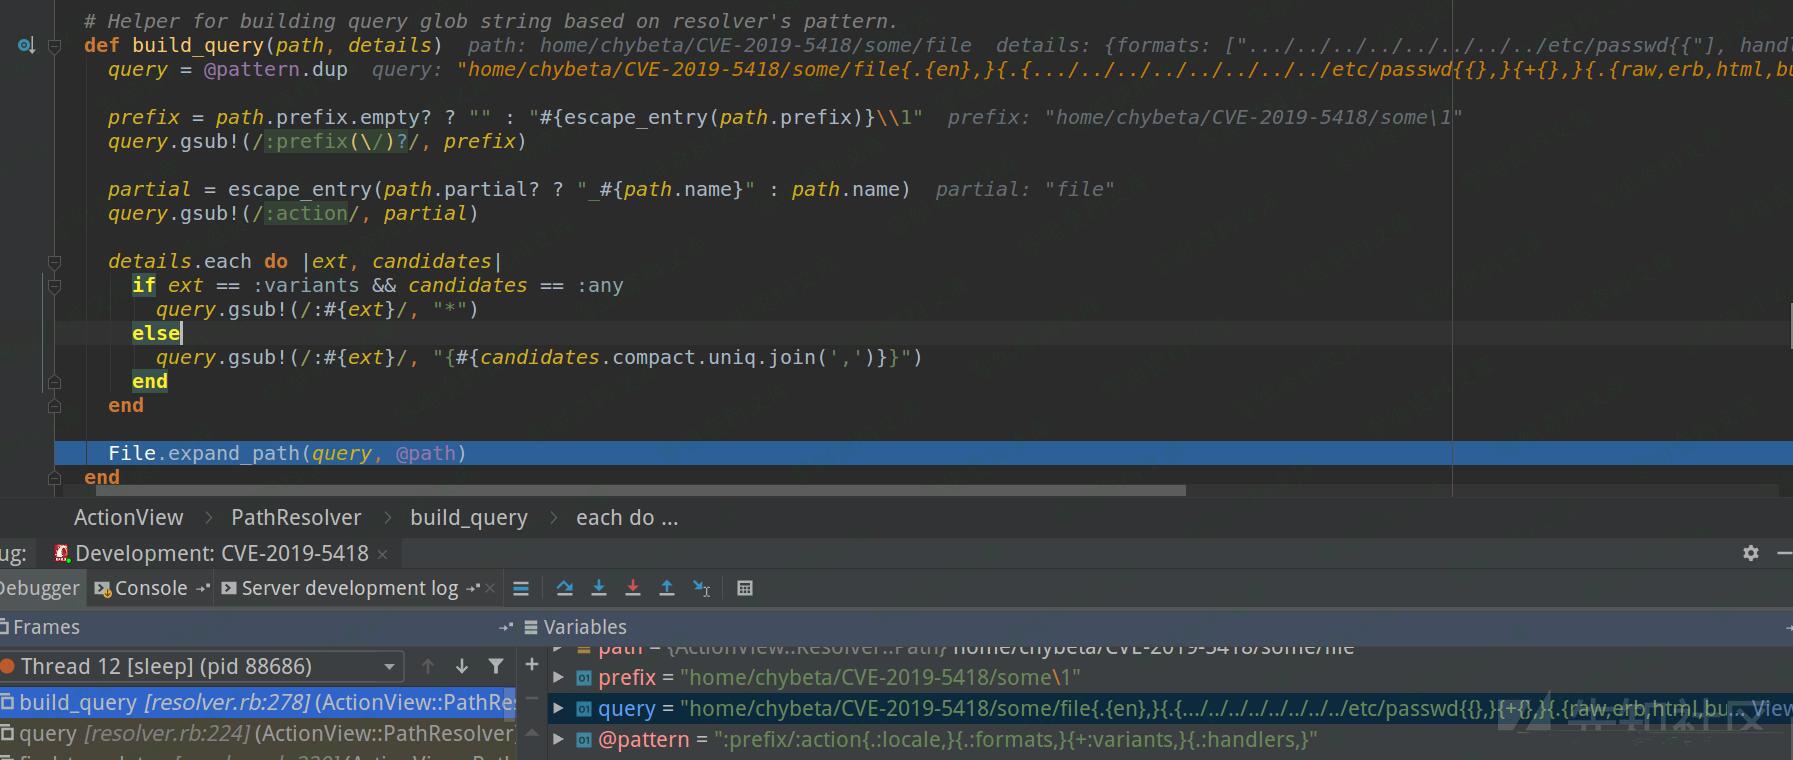 # Helper for building query glob string based on resolver's pattern.
def build_query(path, details)  path: home/chybeta/CVE-2019-5418/some/file  details: {formats: [".../../../../../../../../etc/passwd{{"], handl
query = @pattern.dup  query: "home/chybeta/CVE-2019-5418/some/file{.{en},}{.{.../../../../../../../../etc/passwd{{},}{+{},}{.{raw,erb,html,bu
prefix = path.prefix.empty? ? "" : "#{escape_entry(path.prefix)}\\1"  prefix: "home/chybeta/CVE-2019-5418/some\1"
query.gsub!(/:prefix(\/)?/, prefix)
partial = escape_entry(path.partial? ? "_#{path.name}" : path.name)  partial: "file"
query.gsub!(/:action/, partial)
details.each do |ext, candidates|
if ext == :variants && candidates == :any
query.gsub!(/:#{ext}/, "*")
else
query.gsub!(/:#{ext}/, "{#{candidates.compact.uniq.join(',')}}")
end
end
File.expand_path(query, @path)
end
ActionView > PathResolver > build_query > each do ...
ug: Development: CVE-2019-5418 ×
Debugger Console Server development log ×
Frames Variables
Thread 12 [sleep] (pid 88686)
path = {ActionView::Resolver::Path} home/chybeta/CVE-2019-5418/some/file
prefix = "home/chybeta/CVE-2019-5418/some\1"
build_query [resolver.rb:278] (ActionView::PathRes
query = "home/chybeta/CVE-2019-5418/some/file{.{en},}{.{.../../../../../../../../etc/passwd{{},}{+{},}{.{raw,erb,html,bu... View
query [resolver.rb:224] (ActionView::PathResolver)
@pattern = ":prefix/:action{.:locale,}{.:formats,}{+:variants,}{.:handlers,}"
先知社区